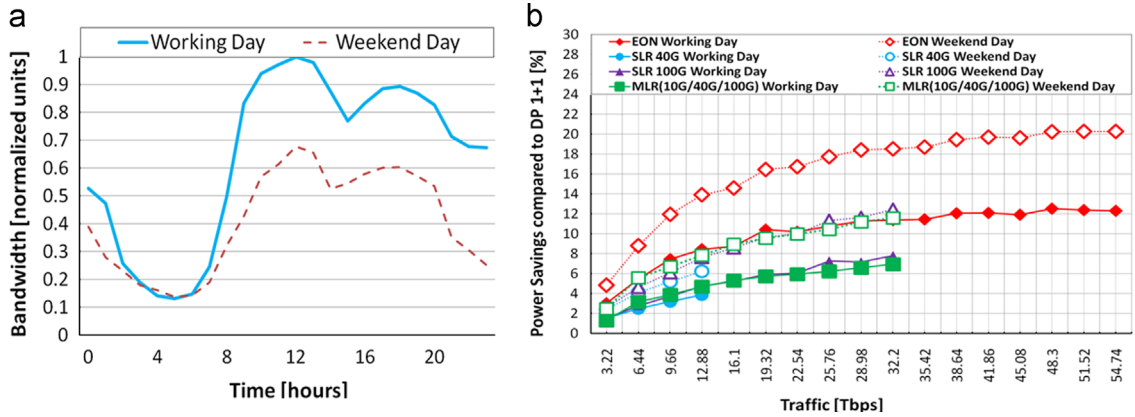 a
Working Day
Weekend Day
Bandwidth [normalized units]
1
0.9
0.8
0.7
0.6
0.5
0.4
0.3
0.2
0.1
0
0 4 8 12 16 20
Time [hours]
b
Power Savings compared to DP 1+1 [%]
30
28
26
24
22
20
18
16
14
12
10
8
6
4
2
0
EON Working Day
EON Weekend Day
SLR 40G Working Day
SLR 40G Weekend Day
SLR 100G Working Day
SLR 100G Weekend Day
MLR(10G/40G/100G) Working Day
MLR(10G/40G/100G) Weekend Day
3.22 6.44 9.66 12.88 16.1 19.32 22.54 25.76 28.98 32.2 35.42 38.64 41.86 45.08 48.3 51.52 54.74
Traffic [Tbps]